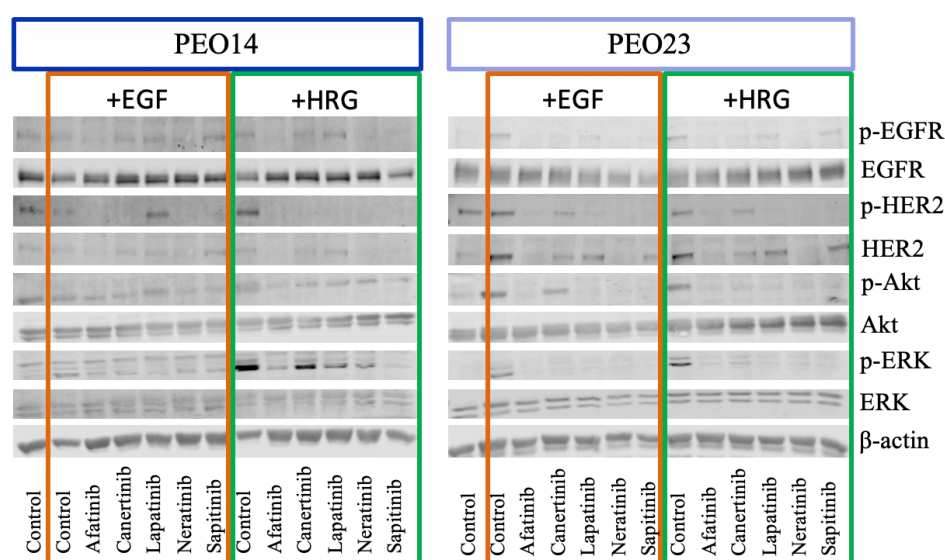 PEO14
PEO23
+EGF
+HRG
+EGF
+HRG
p-EGFR
EGFR
p-HER2
HER2
p-Akt
Akt
p-ERK
ERK
β-actin
Control
Control
Afatinib
Canertinib
Lapatinib
Neratinib
Sapitinib
Control
Afatinib
Canertinib
Lapatinib
Neratinib
Sapitinib
Control
Control
Afatinib
Canertinib
Lapatinib
Neratinib
Sapitinib
Control
Afatinib
Canertinib
Lapatinib
Neratinib
Sapitinib